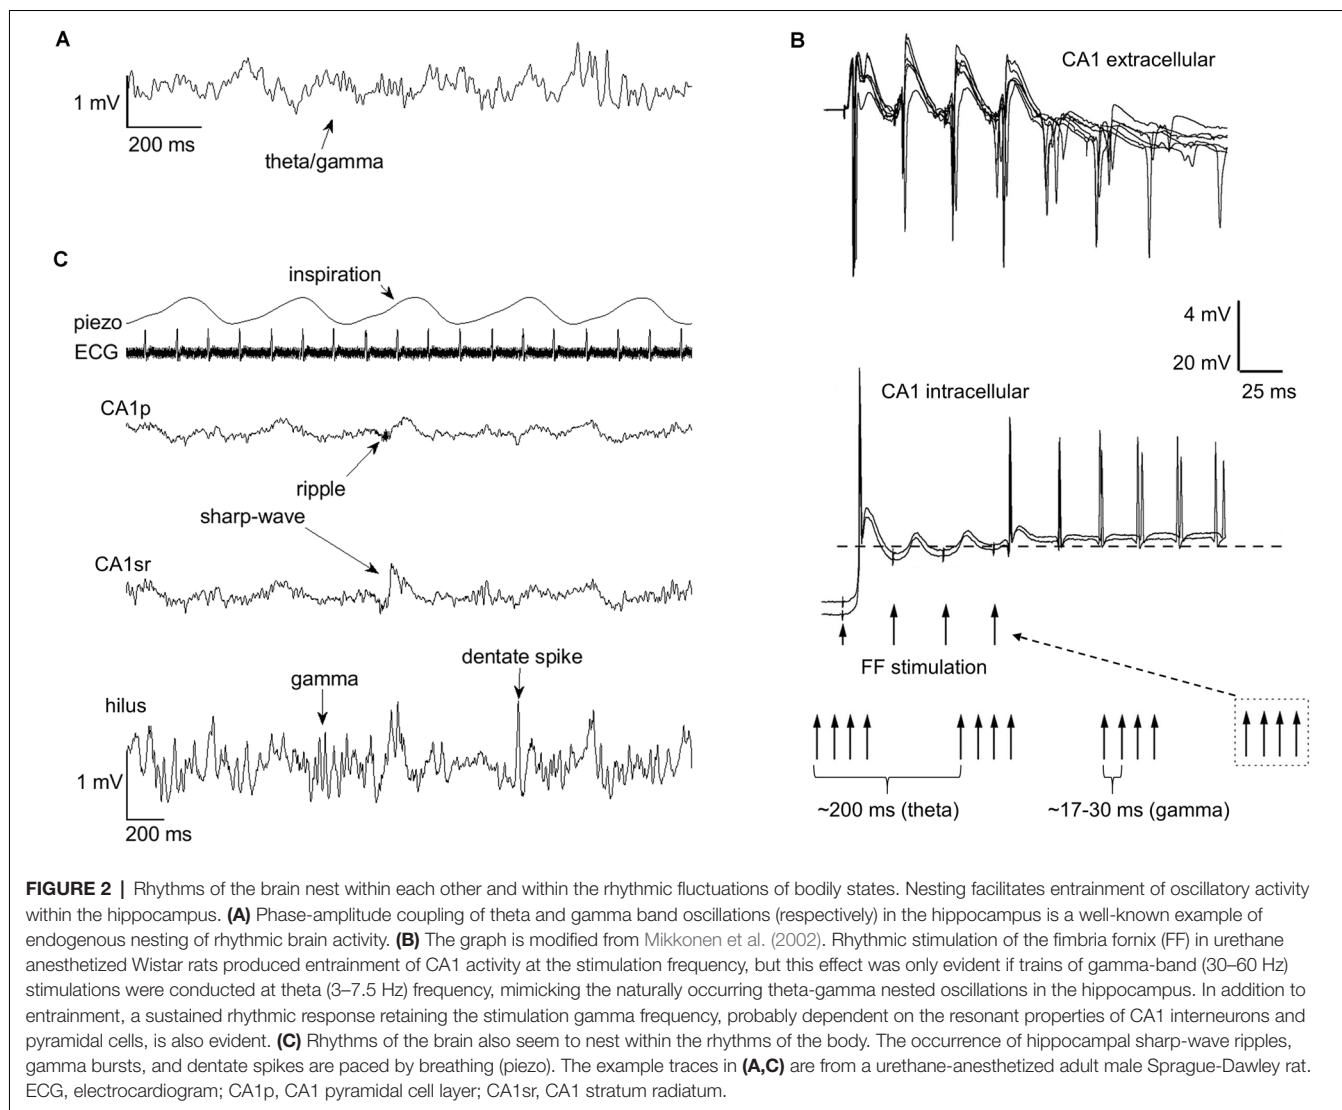 A
1 mV
200 ms
theta/gamma
B
CA1 extracellular
4 mV
20 mV
25 ms
CA1 intracellular
FF stimulation
~200 ms (theta)
~17-30 ms (gamma)
C
inspiration
piezo
ECG
CA1p
ripple
sharp-wave
CA1sr
dentate spike
gamma
hilus
1 mV
200 ms
FIGURE 2 | Rhythms of the brain nest within each other and within the rhythmic fluctuations of bodily states. Nesting facilitates entrainment of oscillatory activity
within the hippocampus. (A) Phase-amplitude coupling of theta and gamma band oscillations (respectively) in the hippocampus is a well-known example of
endogenous nesting of rhythmic brain activity. (B) The graph is modified from Mikkonen et al. (2002). Rhythmic stimulation of the fimbria fornix (FF) in urethane
anesthetized Wistar rats produced entrainment of CA1 activity at the stimulation frequency, but this effect was only evident if trains of gamma-band (30–60 Hz)
stimulations were conducted at theta (3–7.5 Hz) frequency, mimicking the naturally occurring theta-gamma nested oscillations in the hippocampus. In addition to
entrainment, a sustained rhythmic response retaining the stimulation gamma frequency, probably dependent on the resonant properties of CA1 interneurons and
pyramidal cells, is also evident. (C) Rhythms of the brain also seem to nest within the rhythms of the body. The occurrence of hippocampal sharp-wave ripples,
gamma bursts, and dentate spikes are paced by breathing (piezo). The example traces in (A,C) are from a urethane-anesthetized adult male Sprague-Dawley rat.
ECG, electrocardiogram; CA1p, CA1 pyramidal cell layer; CA1sr, CA1 stratum radiatum.